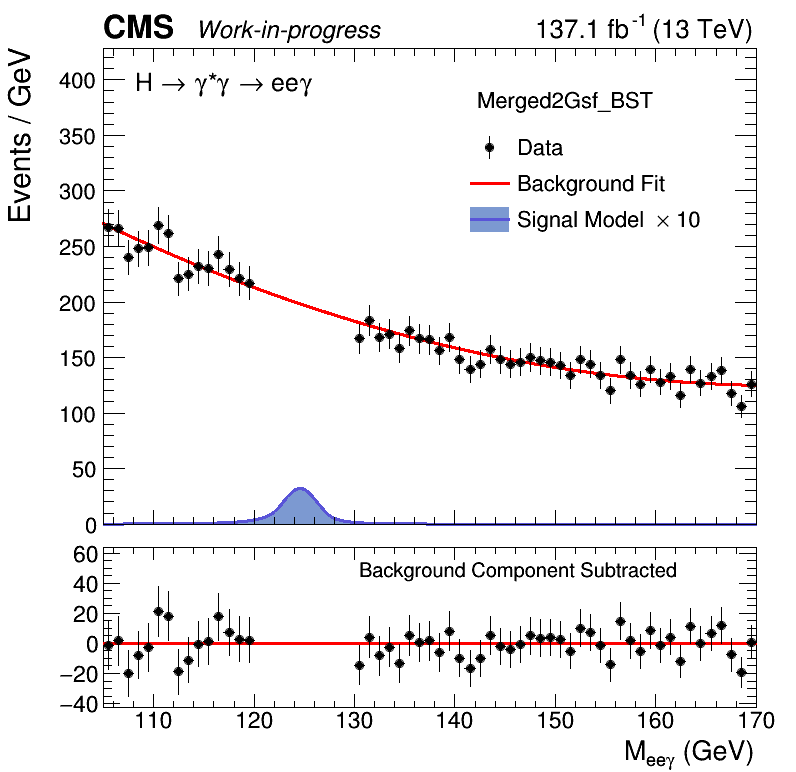 CMS Work-in-progress 137.1 fb⁻¹ (13 TeV)
H → γ*γ → eeγ
Merged2Gsf_BST
Data
Background Fit
Signal Model × 10
Events / GeV
400
350
300
250
200
150
100
50
0
Background Component Subtracted
60
40
20
0
−20
−40
110 120 130 140 150 160 170
M_eeγ (GeV)